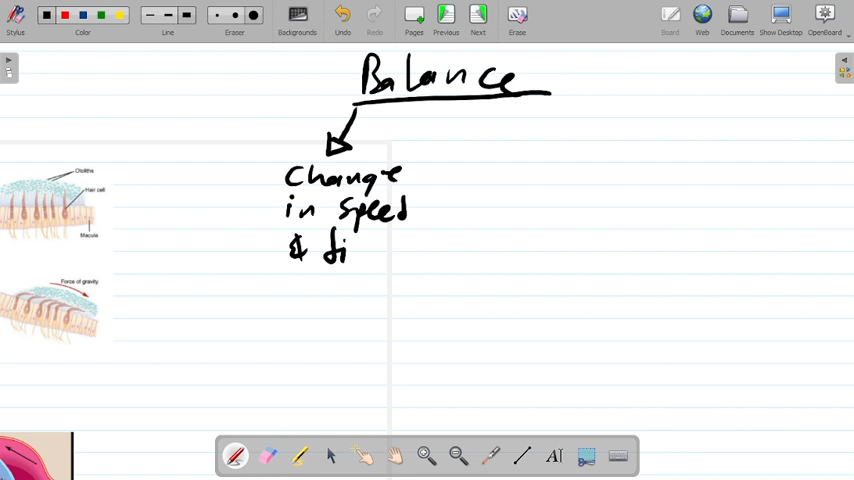 Stylus
Color
Line
Eraser
Backgrounds
Undo
Redo
Pages
Previous
Next
Erase
Board
Web
Documents
Show Desktop
OpenBoard
Balance
Change
in speed
& di
Otoliths
Hair cell
Macula
Force of gravity